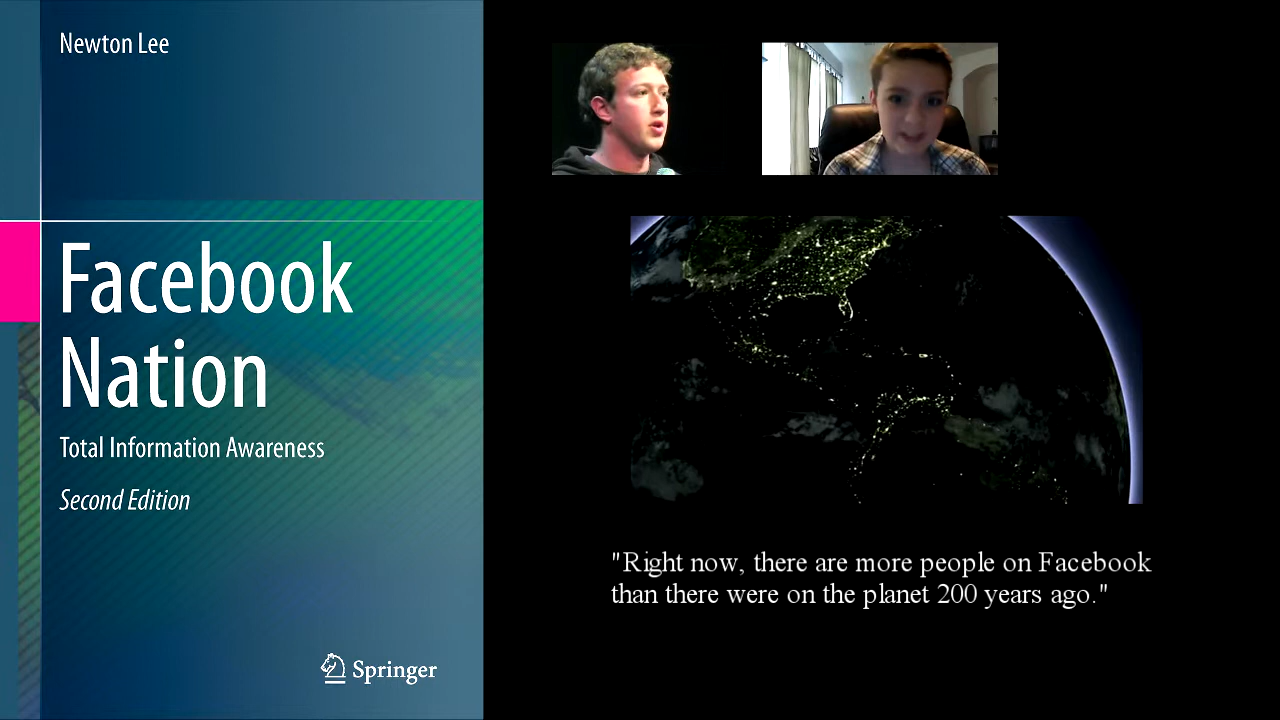 Newton Lee
Facebook
Nation
Total Information Awareness
Second Edition
Springer
"Right now, there are more people on Facebook
than there were on the planet 200 years ago."